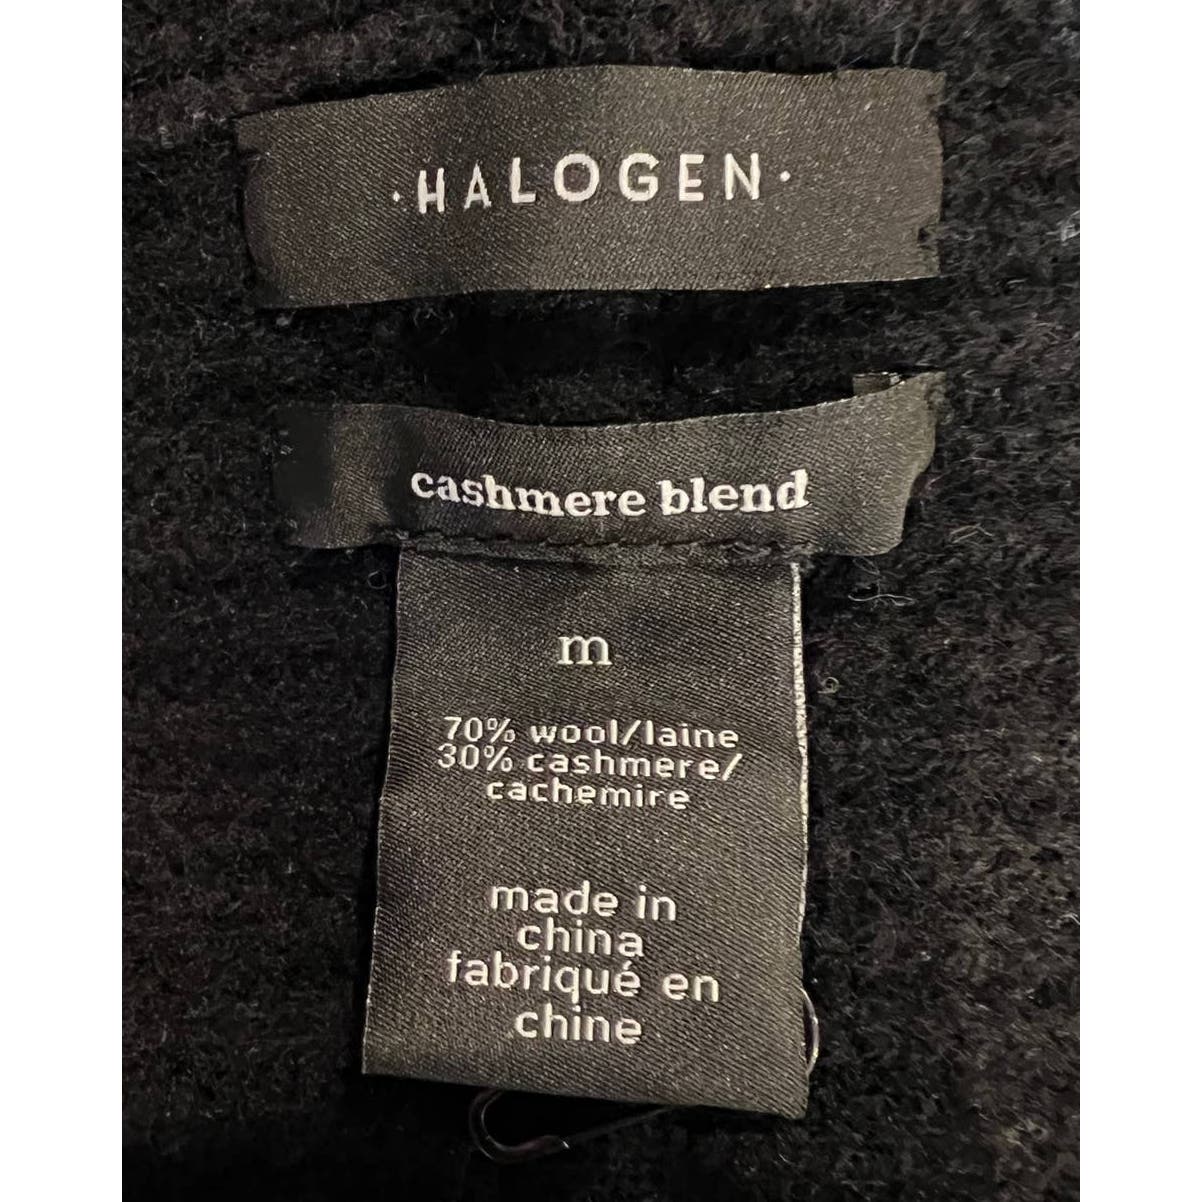 ·HALOGEN·
cashmere blend
m
70% wool/laine
30% cashmere/
cachemire
made in
china
fabriqué en
chine